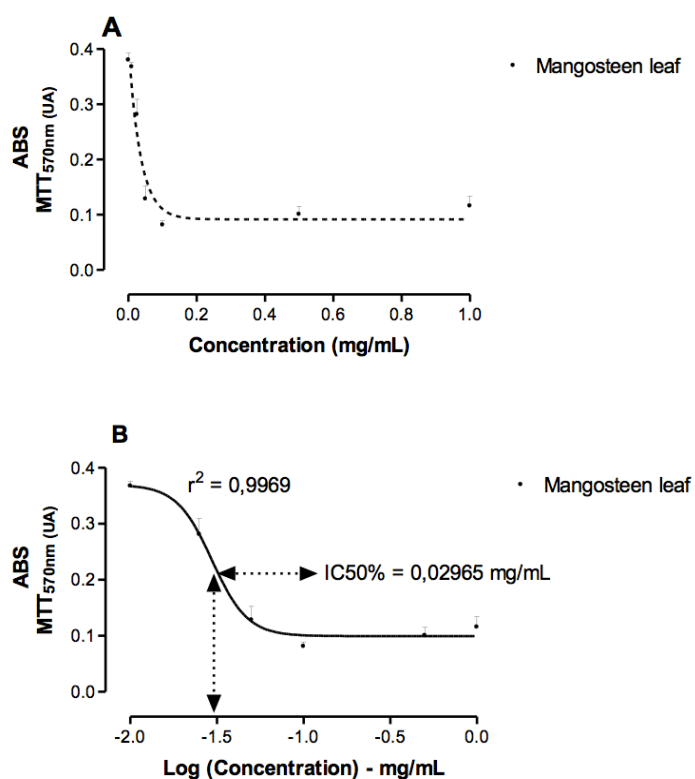 A
0.4
0.3
0.2
0.1
0.0
ABS
MTT570nm (UA)
0.0 0.2 0.4 0.6 0.8 1.0
Concentration (mg/mL)
Mangosteen leaf
B
0.4
0.3
0.2
0.1
0.0
ABS
MTT570nm (UA)
r2 = 0,9969
Mangosteen leaf
IC50% = 0,02965 mg/mL
-2.0 -1.5 -1.0 -0.5 0.0
Log (Concentration) - mg/mL